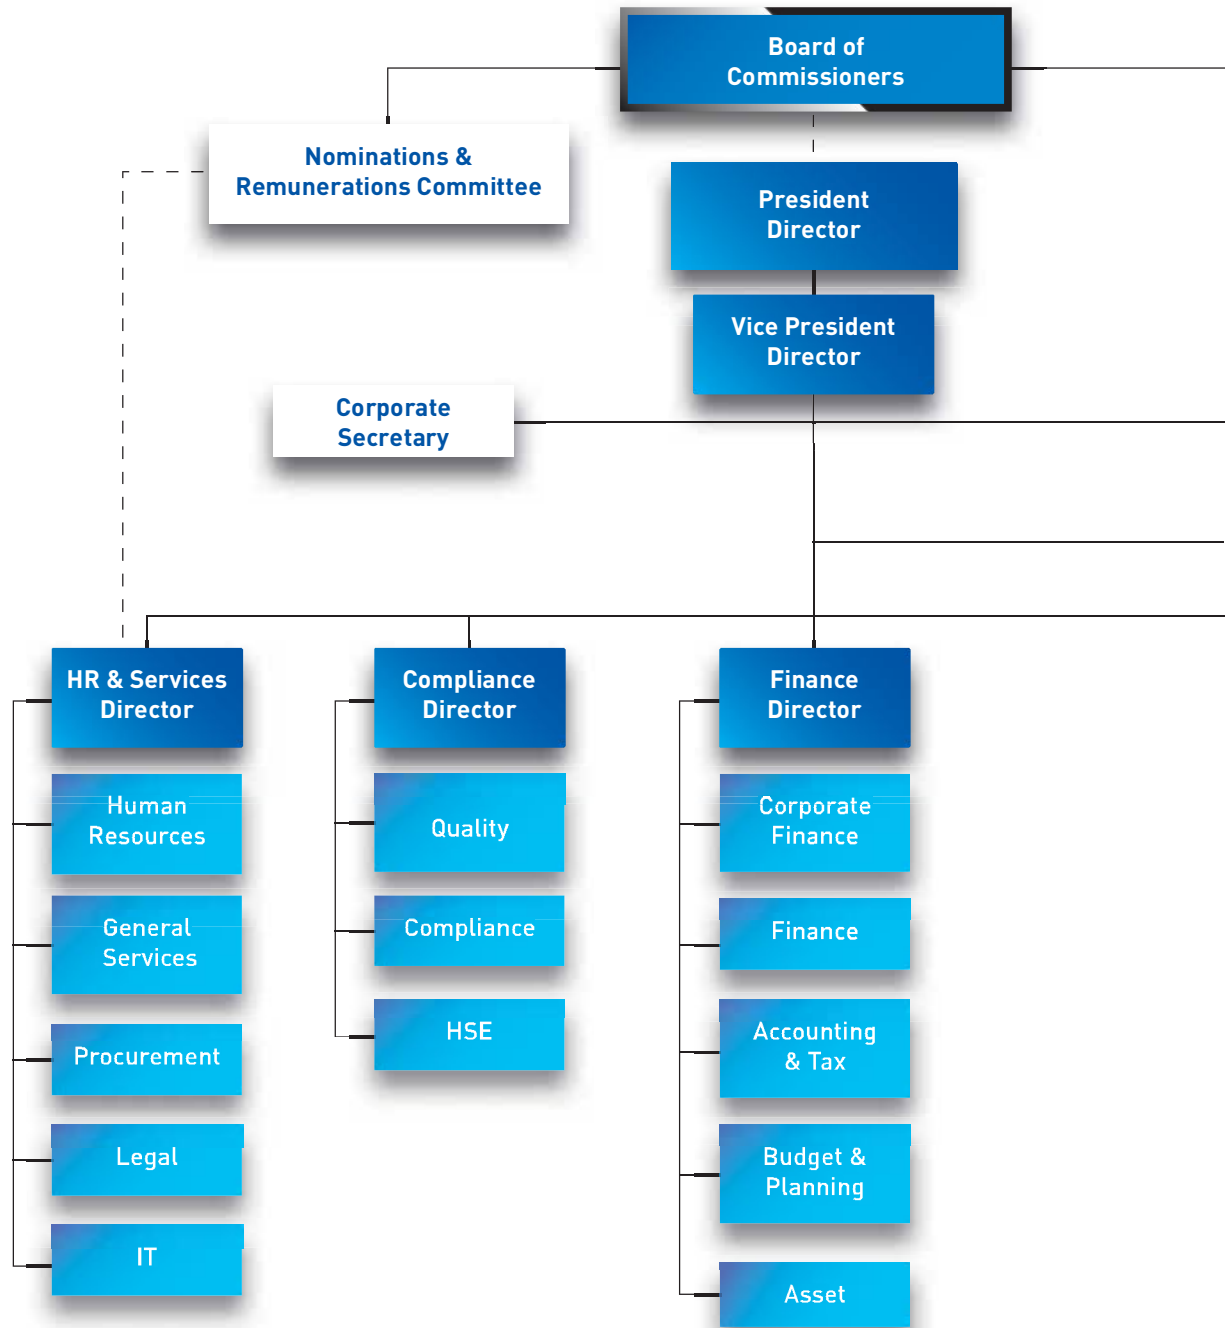 Board of
Commissioners
Nominations &
Remunerations Committee
President
Director
Vice President
Director
Corporate
Secretary
HR & Services
Director
Human
Resources
General
Services
Procurement
Legal
IT
Compliance
Director
Quality
Compliance
HSE
Finance
Director
Corporate
Finance
Finance
Accounting
& Tax
Budget &
Planning
Asset